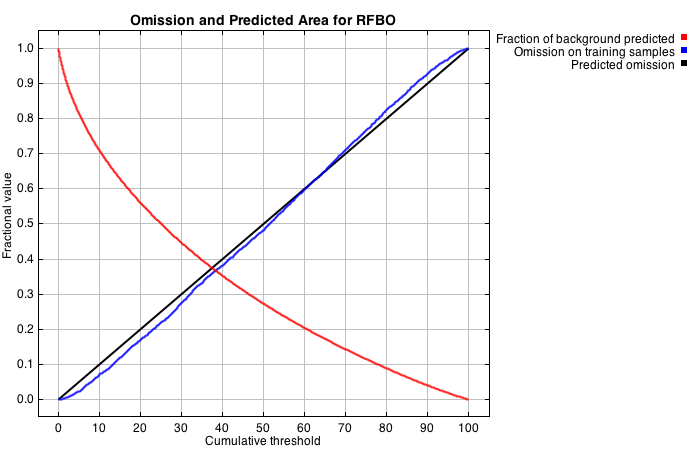 Omission and Predicted Area for RFBO
Fraction of background predicted
Omission on training samples
Predicted omission
Fractional value
1.0
0.9
0.8
0.7
0.6
0.5
0.4
0.3
0.2
0.1
0.0
0 10 20 30 40 50 60 70 80 90 100
Cumulative threshold